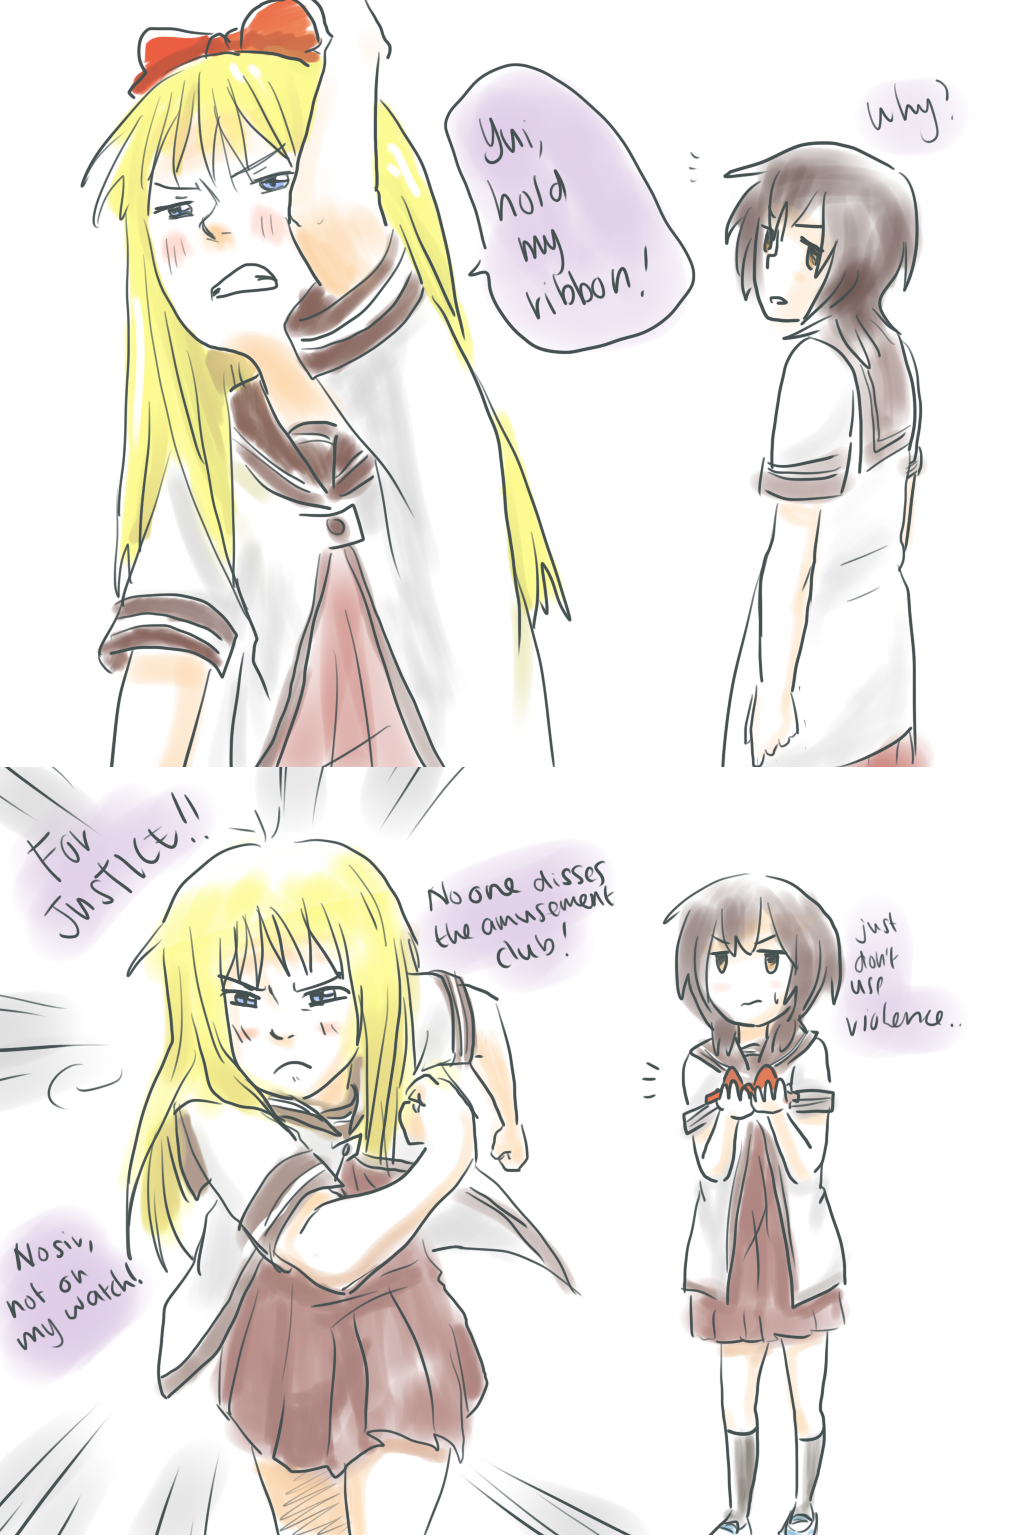 Yui,
hold
my
ribbon!
why?
For
JUSTICE!!
No one disses
the amusement
club!
just
don't
use
violence..
No sir,
not on
my watch!